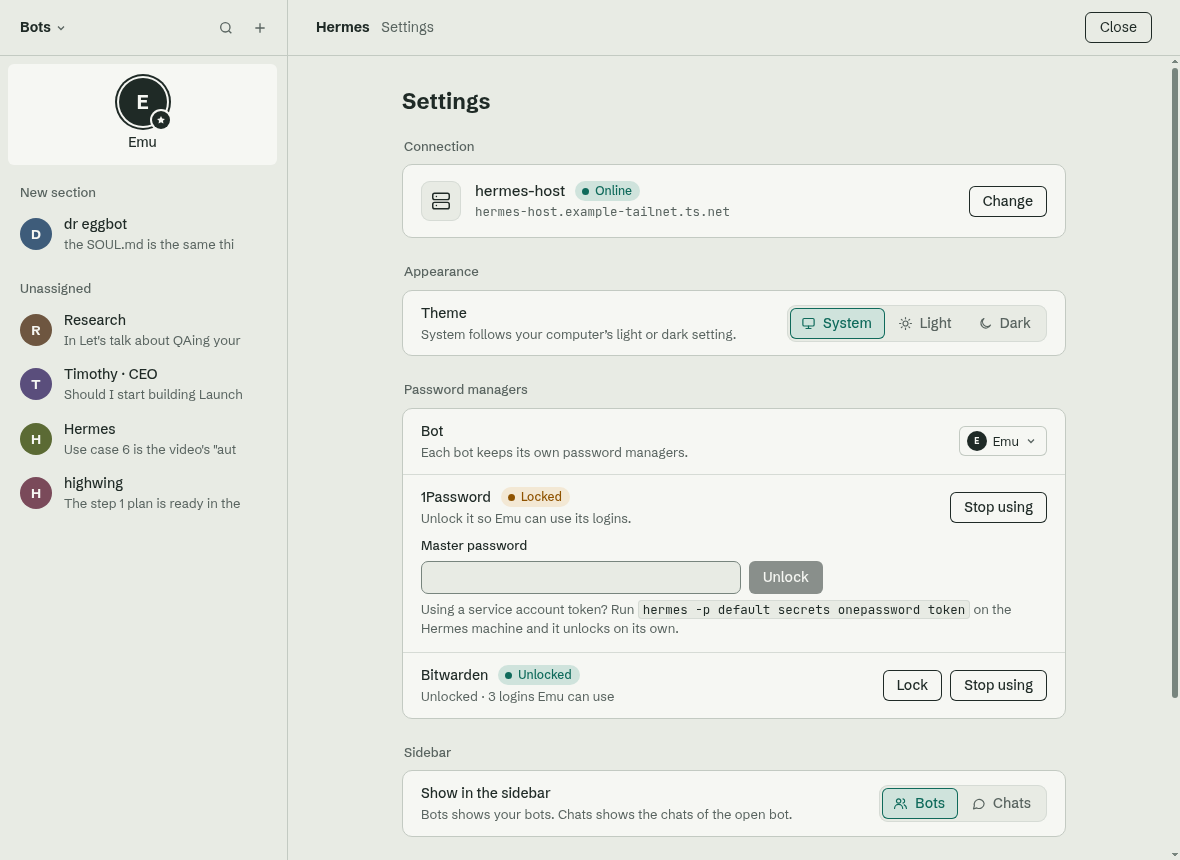 Bots
E
Emu
New section
D
dr eggbot
the SOUL.md is the same thi
Unassigned
R
Research
In Let's talk about QAing your
T
Timothy · CEO
Should I start building Launch
H
Hermes
Use case 6 is the video's "aut
H
highwing
The step 1 plan is ready in the
Hermes Settings
Close
Settings
Connection
hermes-host Online
hermes-host.example-tailnet.ts.net
Change
Appearance
Theme
System follows your computer's light or dark setting.
System Light Dark
Password managers
Bot
Each bot keeps its own password managers.
E Emu
1Password Locked
Unlock it so Emu can use its logins.
Stop using
Master password
Unlock
Using a service account token? Run hermes -p default secrets onepassword token on the
Hermes machine and it unlocks on its own.
Bitwarden Unlocked
Unlocked · 3 logins Emu can use
Lock Stop using
Sidebar
Show in the sidebar
Bots shows your bots. Chats shows the chats of the open bot.
Bots Chats